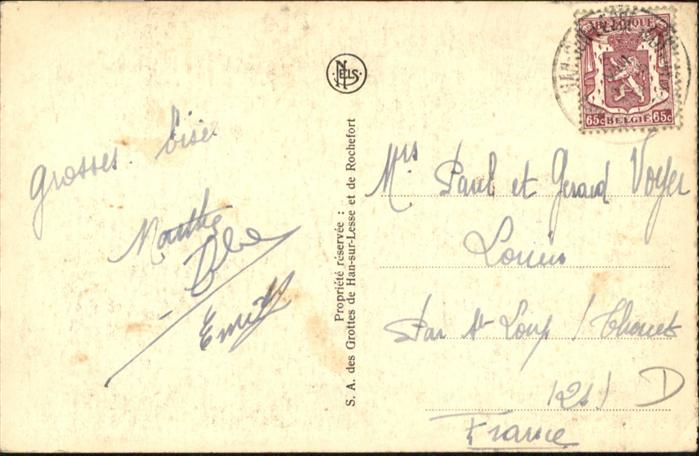 Grosses bises
Marthe
Emile
NELS
Propriété réservée :
S. A. des Grottes de Han-sur-Lesse et de Rochefort
BELGIQUE
65c BELGIE 65c
Mrs Paul et Gerard Voyer
Louin
Par St Loup / Thouet
(2S) D
France